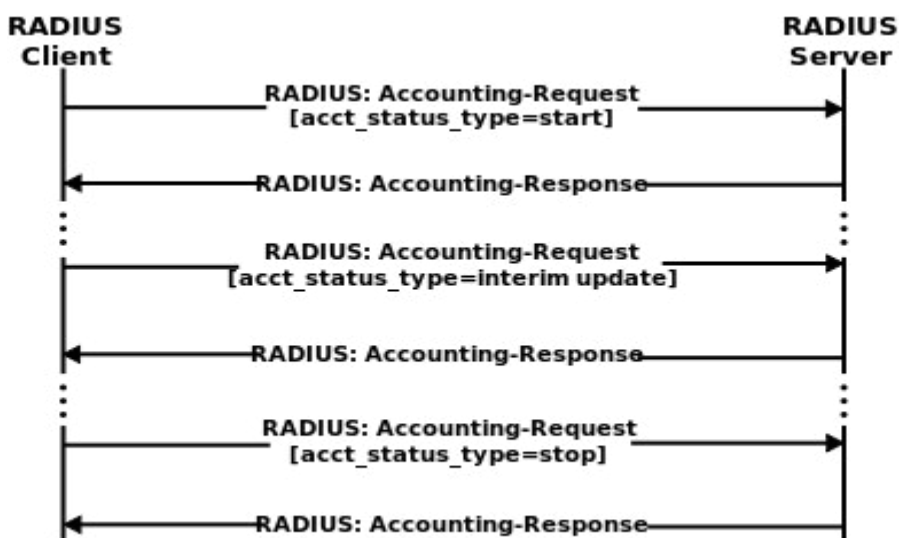 RADIUS
Client
RADIUS
Server
RADIUS: Accounting-Request
[acct_status_type=start]
RADIUS: Accounting-Response
RADIUS: Accounting-Request
[acct_status_type=interim update]
RADIUS: Accounting-Response
RADIUS: Accounting-Request
[acct_status_type=stop]
RADIUS: Accounting-Response